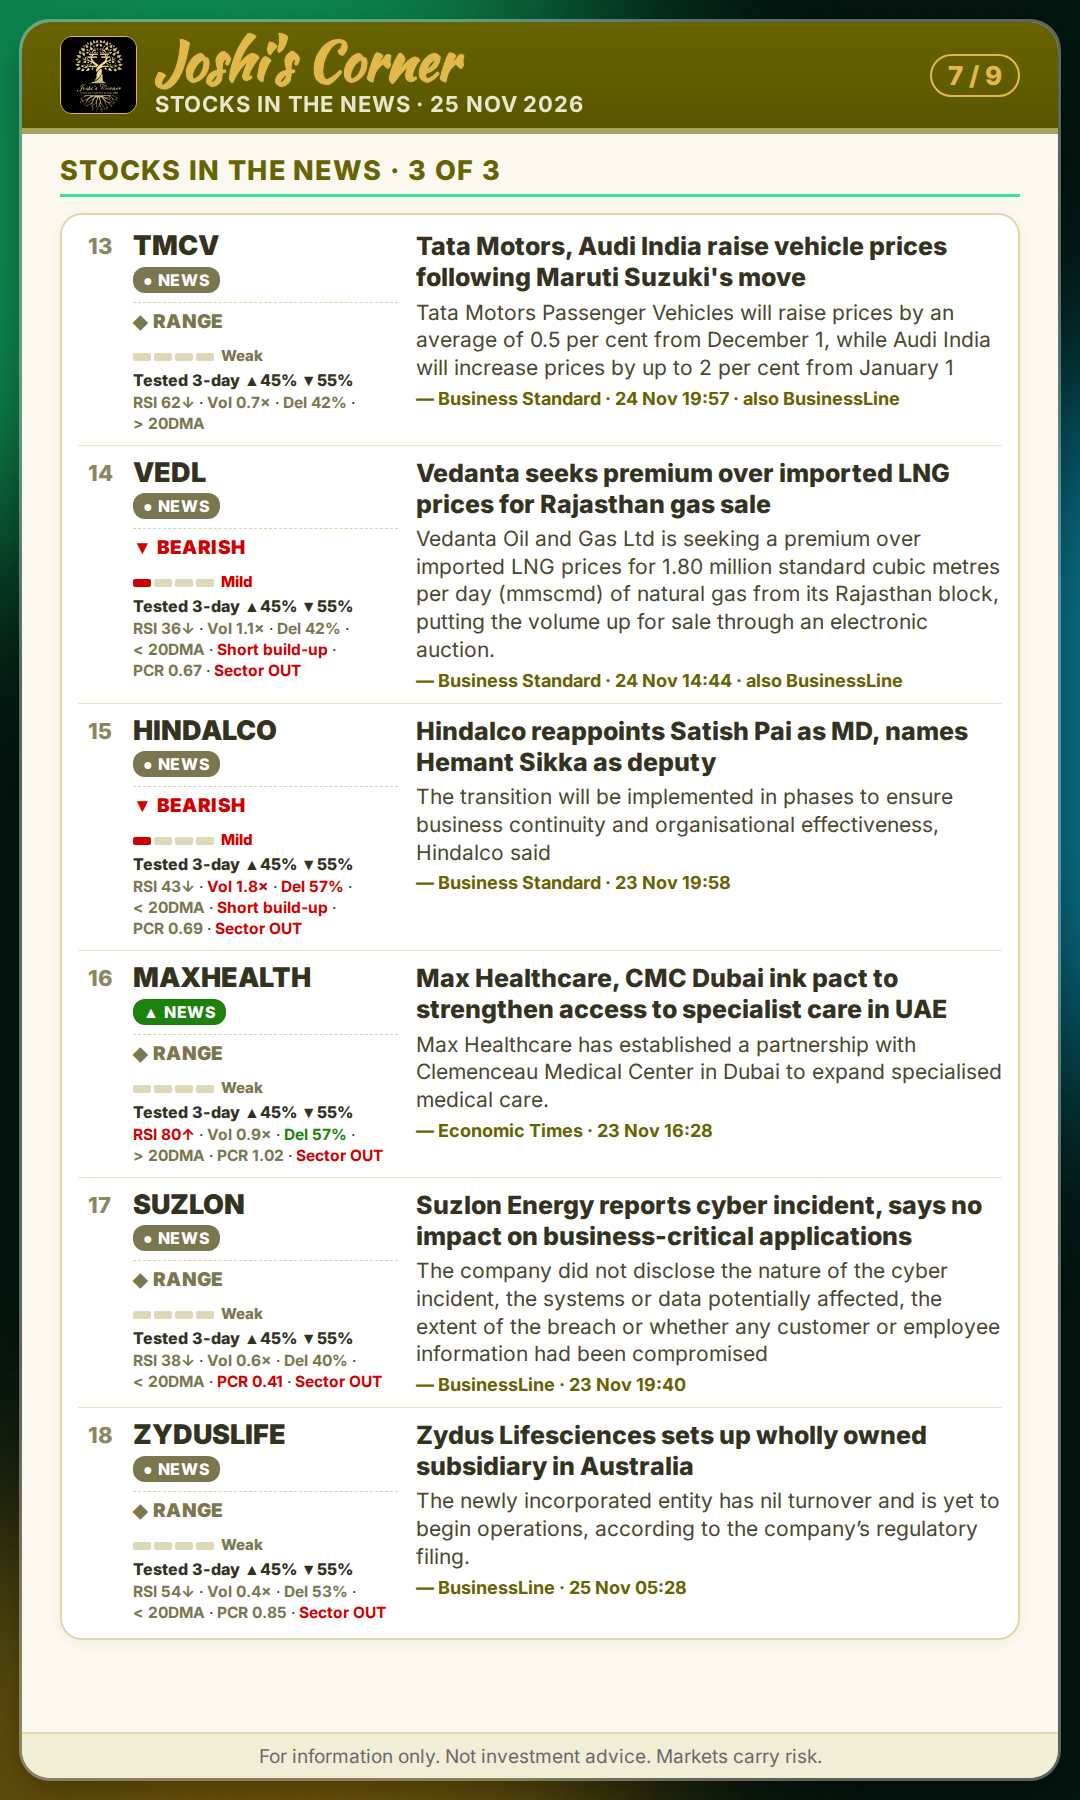 Joshi's Corner
Joshi's Corner
STOCKS IN THE NEWS · 25 NOV 2026
7 / 9
STOCKS IN THE NEWS · 3 OF 3
13 TMCV
● NEWS
◆ RANGE
Weak
Tested 3-day ▲45% ▼55%
RSI 62↓ · Vol 0.7× · Del 42% ·
> 20DMA
Tata Motors, Audi India raise vehicle prices
following Maruti Suzuki's move
Tata Motors Passenger Vehicles will raise prices by an
average of 0.5 per cent from December 1, while Audi India
will increase prices by up to 2 per cent from January 1
— Business Standard · 24 Nov 19:57 · also BusinessLine
14 VEDL
● NEWS
▼ BEARISH
Mild
Tested 3-day ▲45% ▼55%
RSI 36↓ · Vol 1.1× · Del 42% ·
< 20DMA · Short build-up ·
PCR 0.67 · Sector OUT
Vedanta seeks premium over imported LNG
prices for Rajasthan gas sale
Vedanta Oil and Gas Ltd is seeking a premium over
imported LNG prices for 1.80 million standard cubic metres
per day (mmscmd) of natural gas from its Rajasthan block,
putting the volume up for sale through an electronic
auction.
— Business Standard · 24 Nov 14:44 · also BusinessLine
15 HINDALCO
● NEWS
▼ BEARISH
Mild
Tested 3-day ▲45% ▼55%
RSI 43↓ · Vol 1.8× · Del 57% ·
< 20DMA · Short build-up ·
PCR 0.69 · Sector OUT
Hindalco reappoints Satish Pai as MD, names
Hemant Sikka as deputy
The transition will be implemented in phases to ensure
business continuity and organisational effectiveness,
Hindalco said
— Business Standard · 23 Nov 19:58
16 MAXHEALTH
▲ NEWS
◆ RANGE
Weak
Tested 3-day ▲45% ▼55%
RSI 80↑ · Vol 0.9× · Del 57% ·
> 20DMA · PCR 1.02 · Sector OUT
Max Healthcare, CMC Dubai ink pact to
strengthen access to specialist care in UAE
Max Healthcare has established a partnership with
Clemenceau Medical Center in Dubai to expand specialised
medical care.
— Economic Times · 23 Nov 16:28
17 SUZLON
● NEWS
◆ RANGE
Weak
Tested 3-day ▲45% ▼55%
RSI 38↓ · Vol 0.6× · Del 40% ·
< 20DMA · PCR 0.41 · Sector OUT
Suzlon Energy reports cyber incident, says no
impact on business-critical applications
The company did not disclose the nature of the cyber
incident, the systems or data potentially affected, the
extent of the breach or whether any customer or employee
information had been compromised
— BusinessLine · 23 Nov 19:40
18 ZYDUSLIFE
● NEWS
◆ RANGE
Weak
Tested 3-day ▲45% ▼55%
RSI 54↓ · Vol 0.4× · Del 53% ·
< 20DMA · PCR 0.85 · Sector OUT
Zydus Lifesciences sets up wholly owned
subsidiary in Australia
The newly incorporated entity has nil turnover and is yet to
begin operations, according to the company’s regulatory
filing.
— BusinessLine · 25 Nov 05:28
For information only. Not investment advice. Markets carry risk.